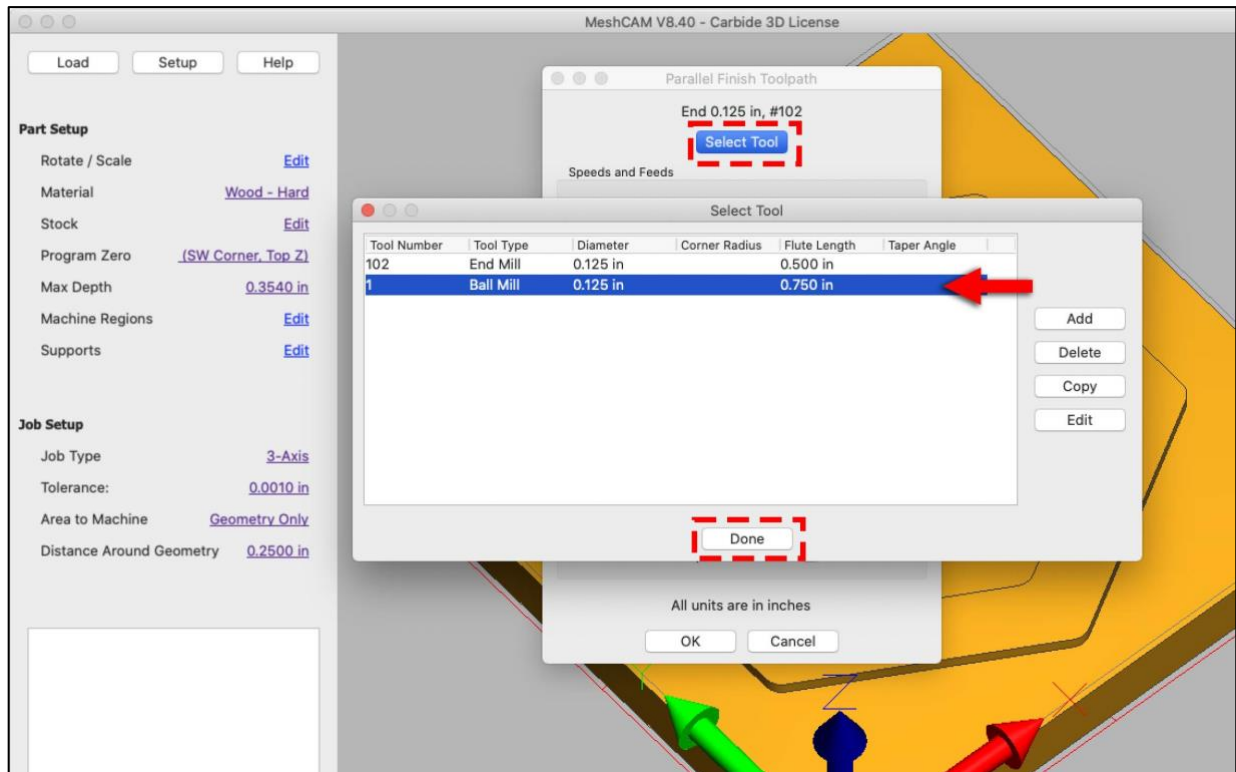 MeshCAM V8.40 - Carbide 3D License
Load Setup Help
Part Setup
Rotate / Scale Edit
Material Wood - Hard
Stock Edit
Program Zero (SW Corner, Top Z)
Max Depth 0.3540 in
Machine Regions Edit
Supports Edit
Job Setup
Job Type 3-Axis
Tolerance: 0.0010 in
Area to Machine Geometry Only
Distance Around Geometry 0.2500 in
Parallel Finish Toolpath
End 0.125 in, #102
Select Tool
Speeds and Feeds
Select Tool
Tool Number Tool Type Diameter Corner Radius Flute Length Taper Angle
102 End Mill 0.125 in 0.500 in
1 Ball Mill 0.125 in 0.750 in
Add
Delete
Copy
Edit
Done
All units are in inches
OK Cancel
Y Z X